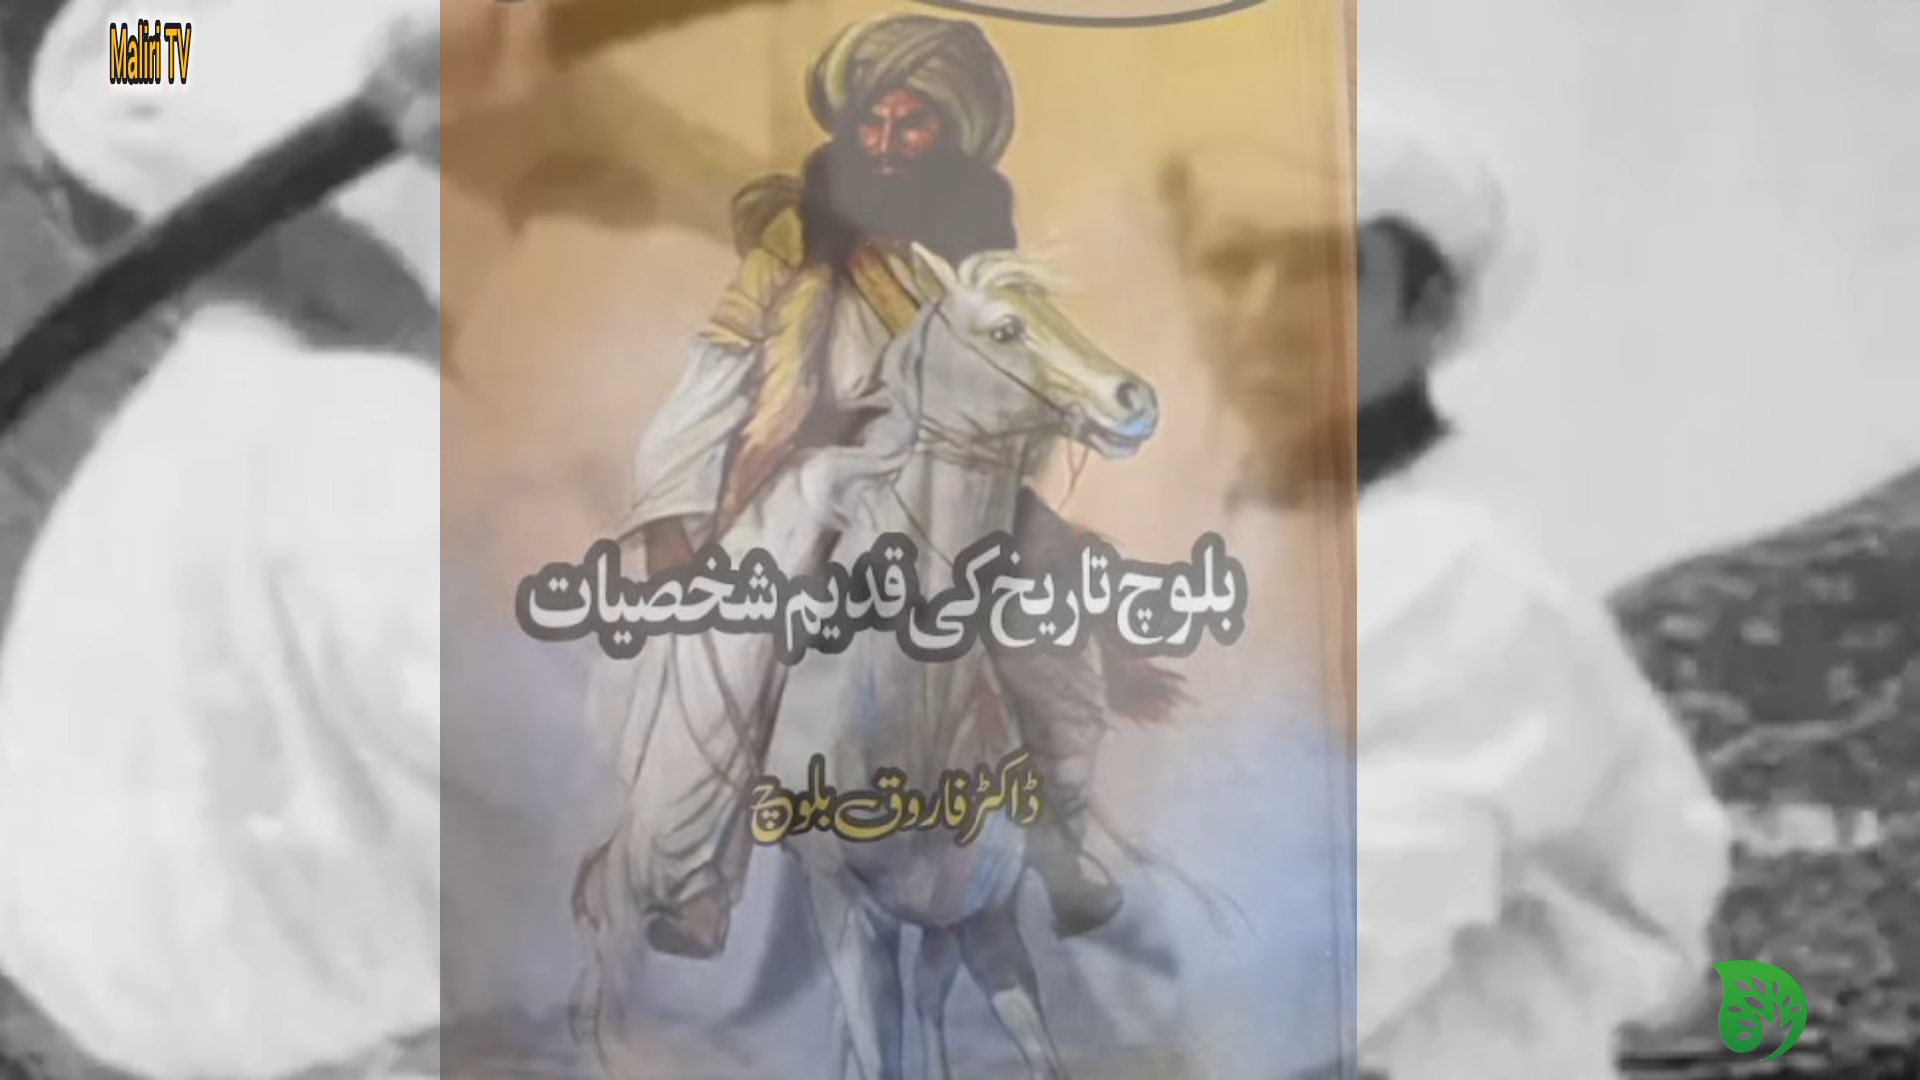 Maliri TV
بلوچ تاریخ کی قدیم شخصیات
ڈاکٹر فاروق بلوچ